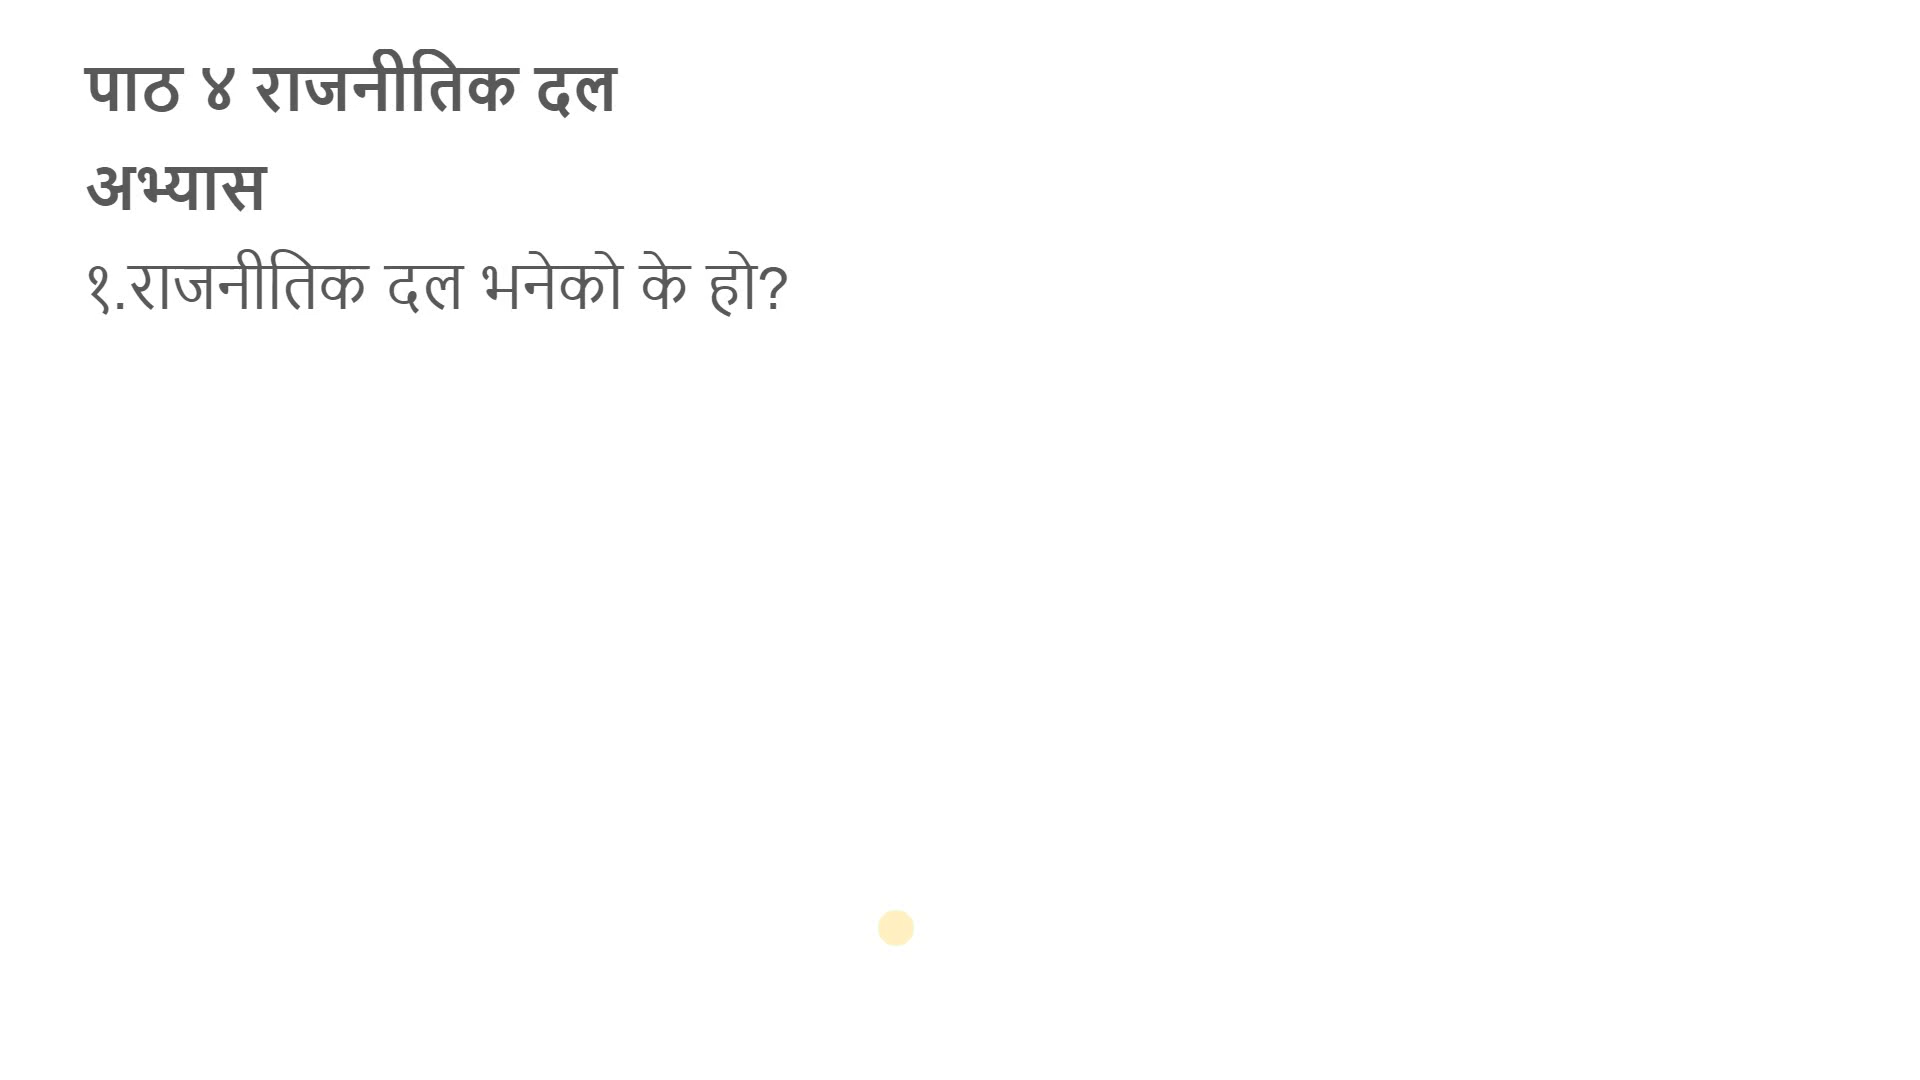 पाठ ४ राजनीतिक दल
अभ्यास
१.राजनीतिक दल भनेको के हो?